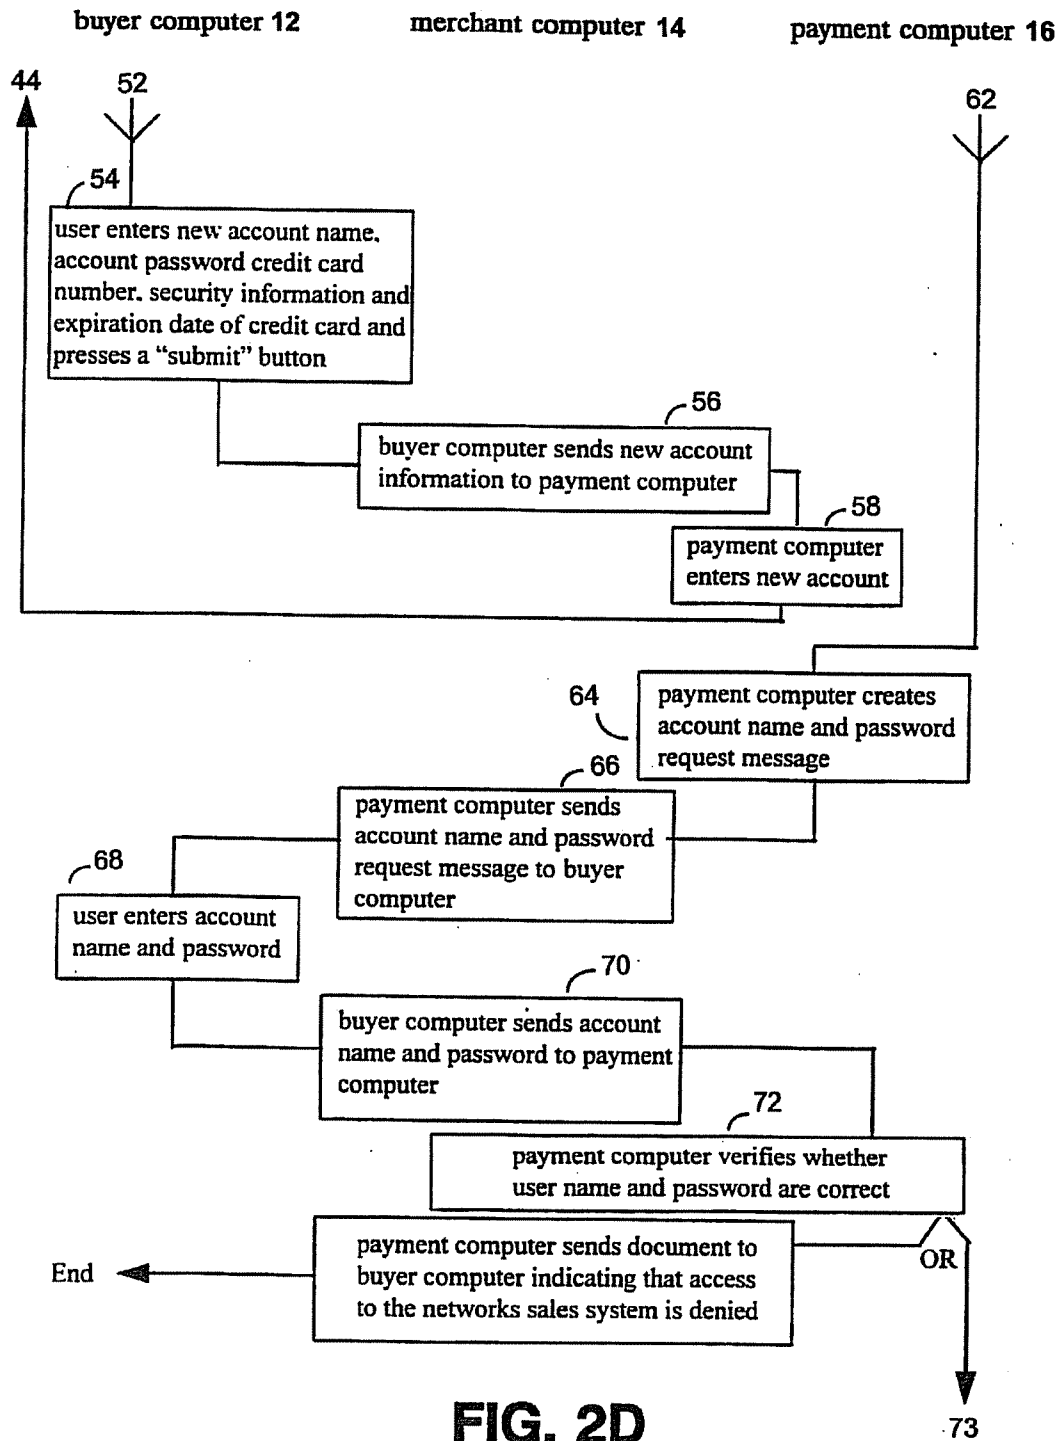 buyer computer 12
merchant computer 14
payment computer 16
44
52
62
54
user enters new account name.
account password credit card
number. security information and
expiration date of credit card and
presses a “submit” button
56
buyer computer sends new account
information to payment computer
58
payment computer
enters new account
64
payment computer creates
account name and password
request message
66
payment computer sends
account name and password
request message to buyer
computer
68
user enters account
name and password
70
buyer computer sends account
name and password to payment
computer
72
payment computer verifies whether
user name and password are correct
payment computer sends document to
buyer computer indicating that access
to the networks sales system is denied
End
OR
73
FIG. 2D